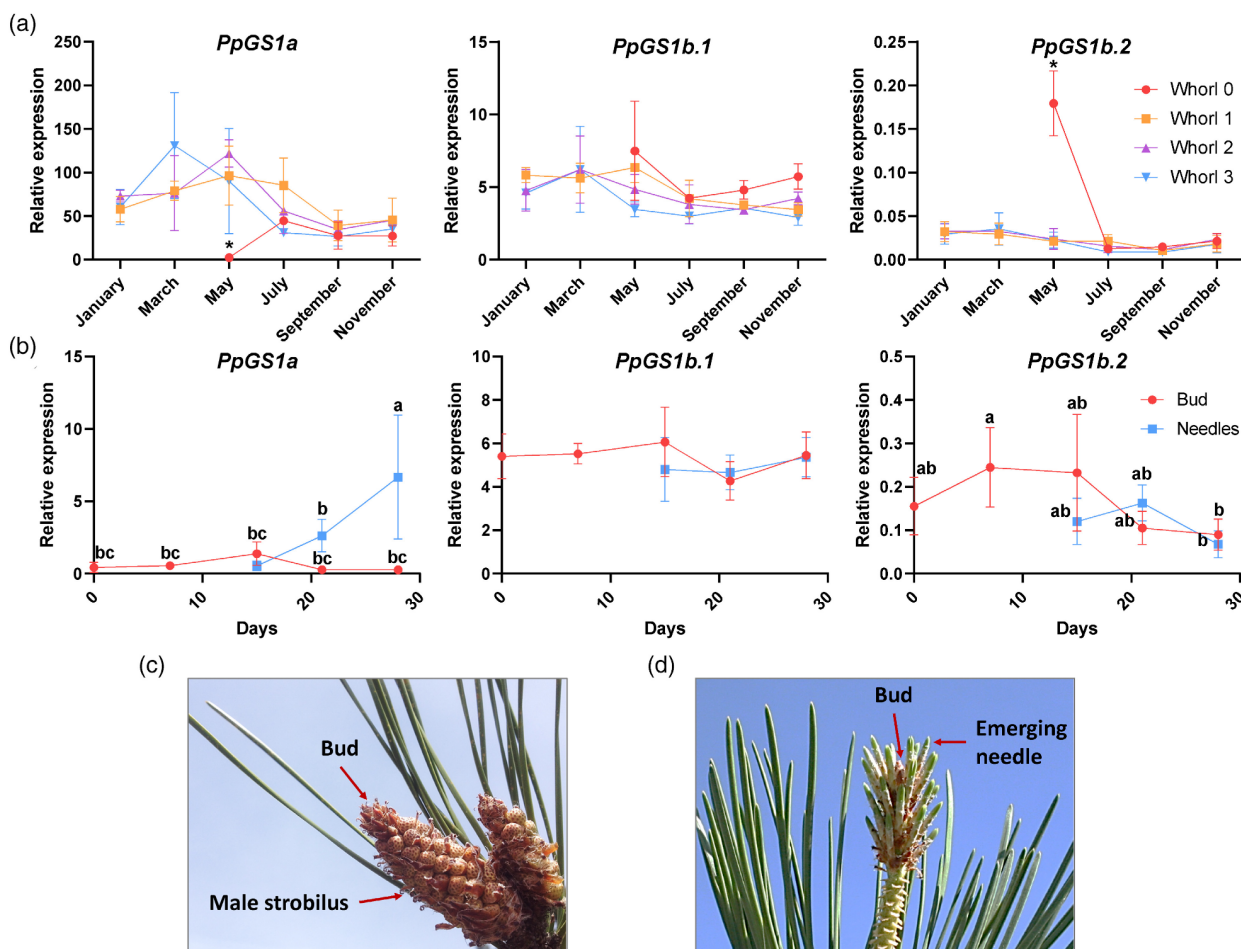 (a)
PpGS1a
PpGS1b.1
PpGS1b.2
250
200
150
100
50
0
Relative expression
*
January
March
May
July
September
November
15
10
5
0
Relative expression
January
March
May
July
September
November
0.25
0.20
0.15
0.10
0.05
0.00
Relative expression
*
January
March
May
July
September
November
Whorl 0
Whorl 1
Whorl 2
Whorl 3
(b)
PpGS1a
PpGS1b.1
PpGS1b.2
15
10
5
0
Relative expression
bc
bc
bc
b
bc
a
bc
0
10
20
30
Days
10
8
6
4
2
0
Relative expression
0
10
20
30
Days
0.5
0.4
0.3
0.2
0.1
0.0
Relative expression
ab
a
ab
ab
ab
ab
b
b
0
10
20
30
Days
Bud
Needles
(c)
Bud
Male strobilus
(d)
Bud
Emerging
needle